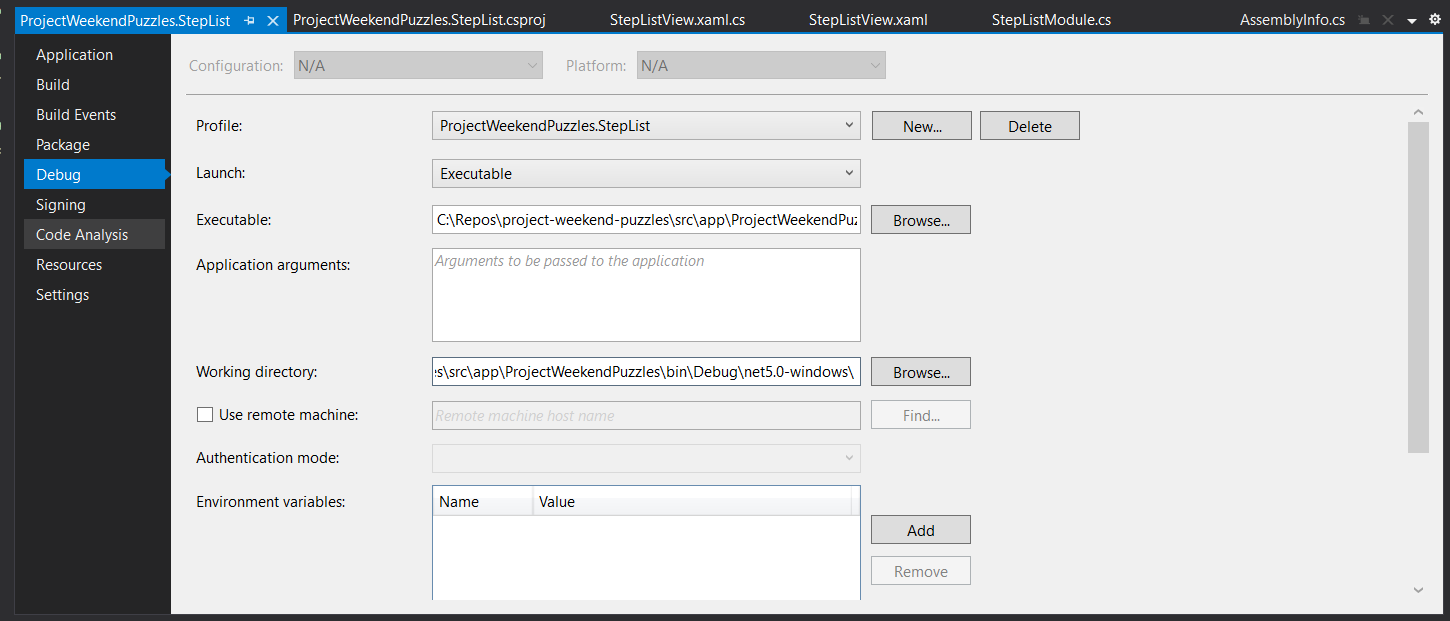 ProjectWeekendPuzzles.StepList ProjectWeekendPuzzles.StepList.csproj StepListView.xaml.cs StepListView.xaml StepListModule.cs AssemblyInfo.cs
Application
Build
Build Events
Package
Debug
Signing
Code Analysis
Resources
Settings
Configuration: N/A Platform: N/A
Profile: ProjectWeekendPuzzles.StepList New... Delete
Launch: Executable
Executable: C:\Repos\project-weekend-puzzles\src\app\ProjectWeekendPuz Browse...
Application arguments: Arguments to be passed to the application
Working directory: es\src\app\ProjectWeekendPuzzles\bin\Debug\net5.0-windows\ Browse...
Use remote machine: Remote machine host name Find...
Authentication mode:
Environment variables: Name Value
Add
Remove